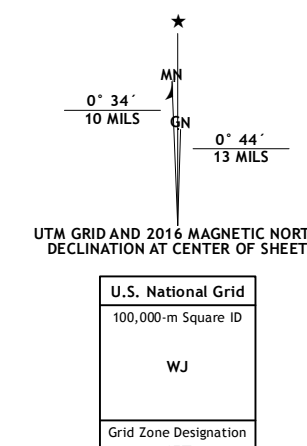 ★
MN
0° 34´
10 MILS
GN
0° 44´
13 MILS
UTM GRID AND 2016 MAGNETIC NORT
DECLINATION AT CENTER OF SHEET
U.S. National Grid
100,000-m Square ID
WJ
Grid Zone Designation